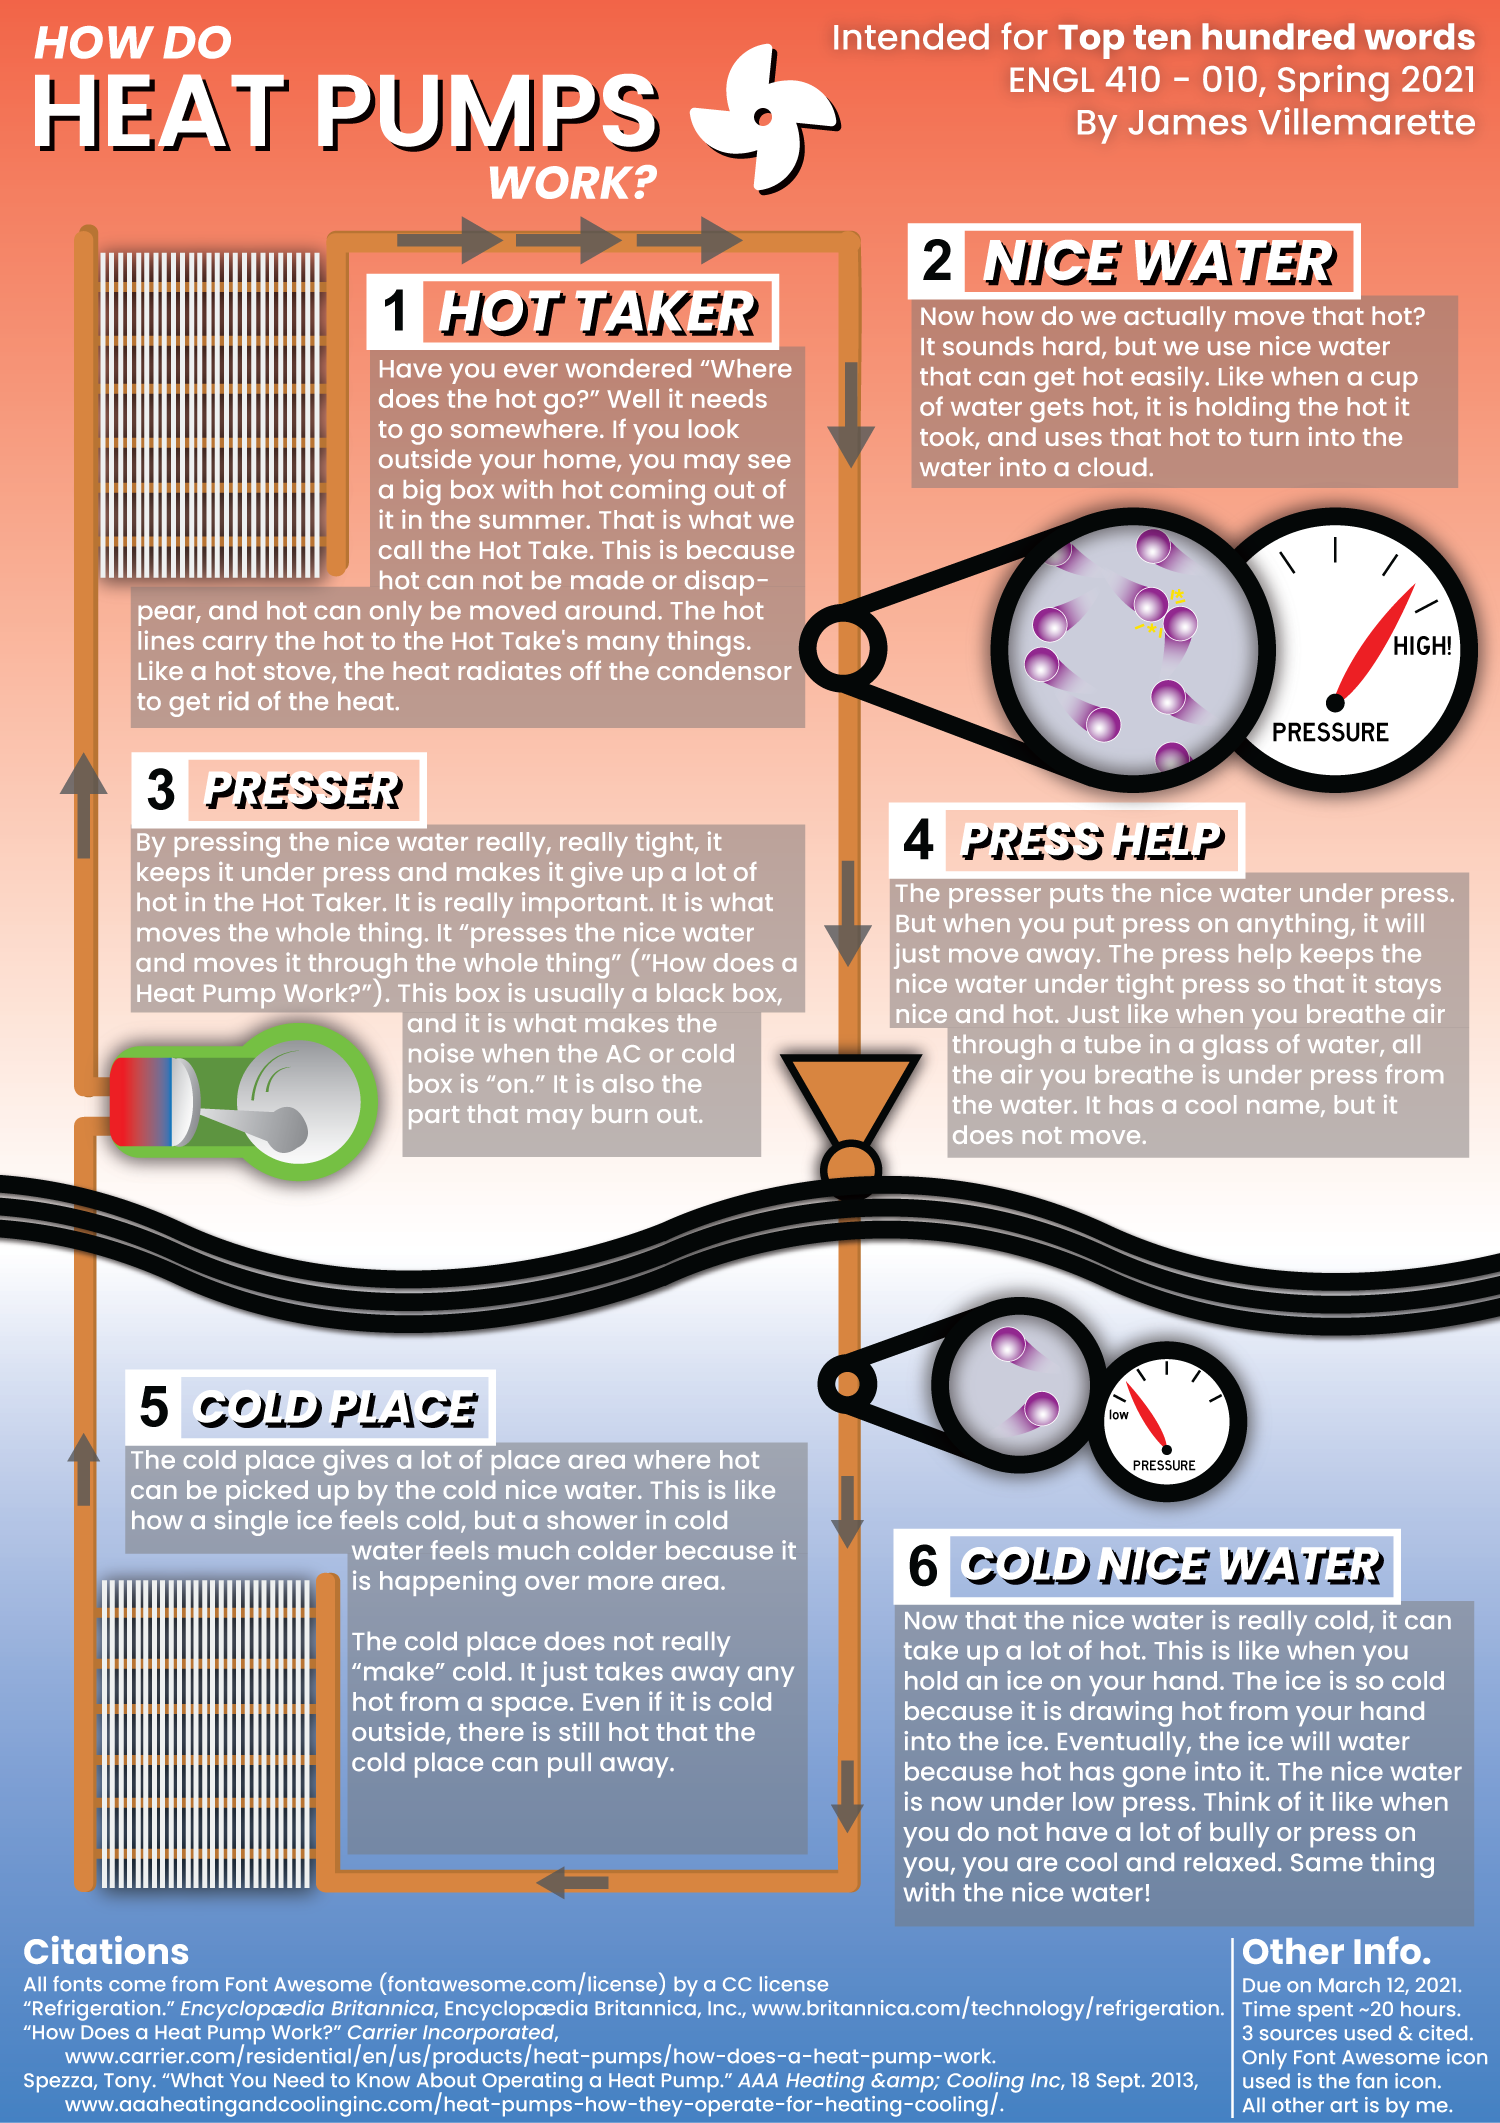 HOW DO
HEAT PUMPS
WORK?
Intended for Top ten hundred words
ENGL 410 - 010, Spring 2021
By James Villemarette
1 HOT TAKER
Have you ever wondered “Where
does the hot go?” Well it needs
to go somewhere. If you look
outside your home, you may see
a big box with hot coming out of
it in the summer. That is what we
call the Hot Take. This is because
hot can not be made or disap-
pear, and hot can only be moved around. The hot
lines carry the hot to the Hot Take's many things.
Like a hot stove, the heat radiates off the condensor
to get rid of the heat.
2 NICE WATER
Now how do we actually move that hot?
It sounds hard, but we use nice water
that can get hot easily. Like when a cup
of water gets hot, it is holding the hot it
took, and uses that hot to turn into the
water into a cloud.
HIGH!
PRESSURE
3 PRESSER
By pressing the nice water really, really tight, it
keeps it under press and makes it give up a lot of
hot in the Hot Taker. It is really important. It is what
moves the whole thing. It “presses the nice water
and moves it through the whole thing” (”How does a
Heat Pump Work?”). This box is usually a black box,
and it is what makes the
noise when the AC or cold
box is “on.” It is also the
part that may burn out.
4 PRESS HELP
The presser puts the nice water under press.
But when you put press on anything, it will
just move away. The press help keeps the
nice water under tight press so that it stays
nice and hot. Just like when you breathe air
through a tube in a glass of water, all
the air you breathe is under press from
the water. It has a cool name, but it
does not move.
low
PRESSURE
5 COLD PLACE
The cold place gives a lot of place area where hot
can be picked up by the cold nice water. This is like
how a single ice feels cold, but a shower in cold
water feels much colder because it
is happening over more area.
The cold place does not really
“make” cold. It just takes away any
hot from a space. Even if it is cold
outside, there is still hot that the
cold place can pull away.
6 COLD NICE WATER
Now that the nice water is really cold, it can
take up a lot of hot. This is like when you
hold an ice on your hand. The ice is so cold
because it is drawing hot from your hand
into the ice. Eventually, the ice will water
because hot has gone into it. The nice water
is now under low press. Think of it like when
you do not have a lot of bully or press on
you, you are cool and relaxed. Same thing
with the nice water!
Citations
All fonts come from Font Awesome (fontawesome.com/license) by a CC license
“Refrigeration.” Encyclopædia Britannica, Encyclopædia Britannica, Inc., www.britannica.com/technology/refrigeration.
“How Does a Heat Pump Work?” Carrier Incorporated,
www.carrier.com/residential/en/us/products/heat-pumps/how-does-a-heat-pump-work.
Spezza, Tony. “What You Need to Know About Operating a Heat Pump.” AAA Heating &amp; Cooling Inc, 18 Sept. 2013,
www.aaaheatingandcoolinginc.com/heat-pumps-how-they-operate-for-heating-cooling/.
Other Info.
Due on March 12, 2021.
Time spent ~20 hours.
3 sources used & cited.
Only Font Awesome icon
used is the fan icon.
All other art is by me.